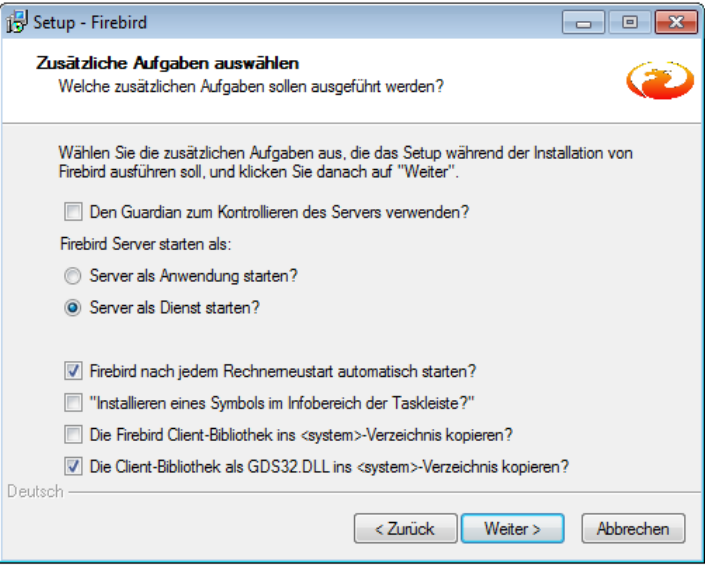 Setup - Firebird
Zusätzliche Aufgaben auswählen
Welche zusätzlichen Aufgaben sollen ausgeführt werden?
Wählen Sie die zusätzlichen Aufgaben aus, die das Setup während der Installation von
Firebird ausführen soll, und klicken Sie danach auf "Weiter".
Den Guardian zum Kontrollieren des Servers verwenden?
Firebird Server starten als:
Server als Anwendung starten?
Server als Dienst starten?
Firebird nach jedem Rechnerneustart automatisch starten?
"Installieren eines Symbols im Infobereich der Taskleiste?"
Die Firebird Client-Bibliothek ins <system>-Verzeichnis kopieren?
Die Client-Bibliothek als GDS32.DLL ins <system>-Verzeichnis kopieren?
Deutsch
< Zurück
Weiter >
Abbrechen